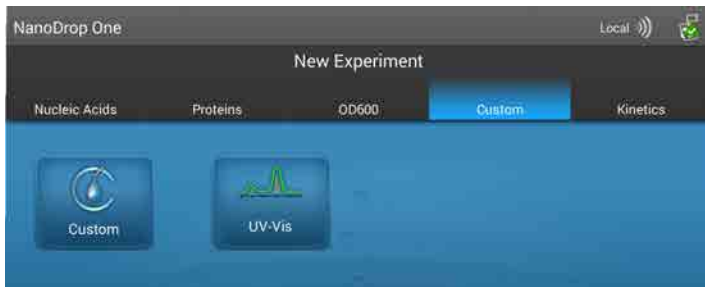 NanoDrop One Local
New Experiment
Nucleic Acids Proteins OD600 Custom Kinetics
Custom UV-Vis